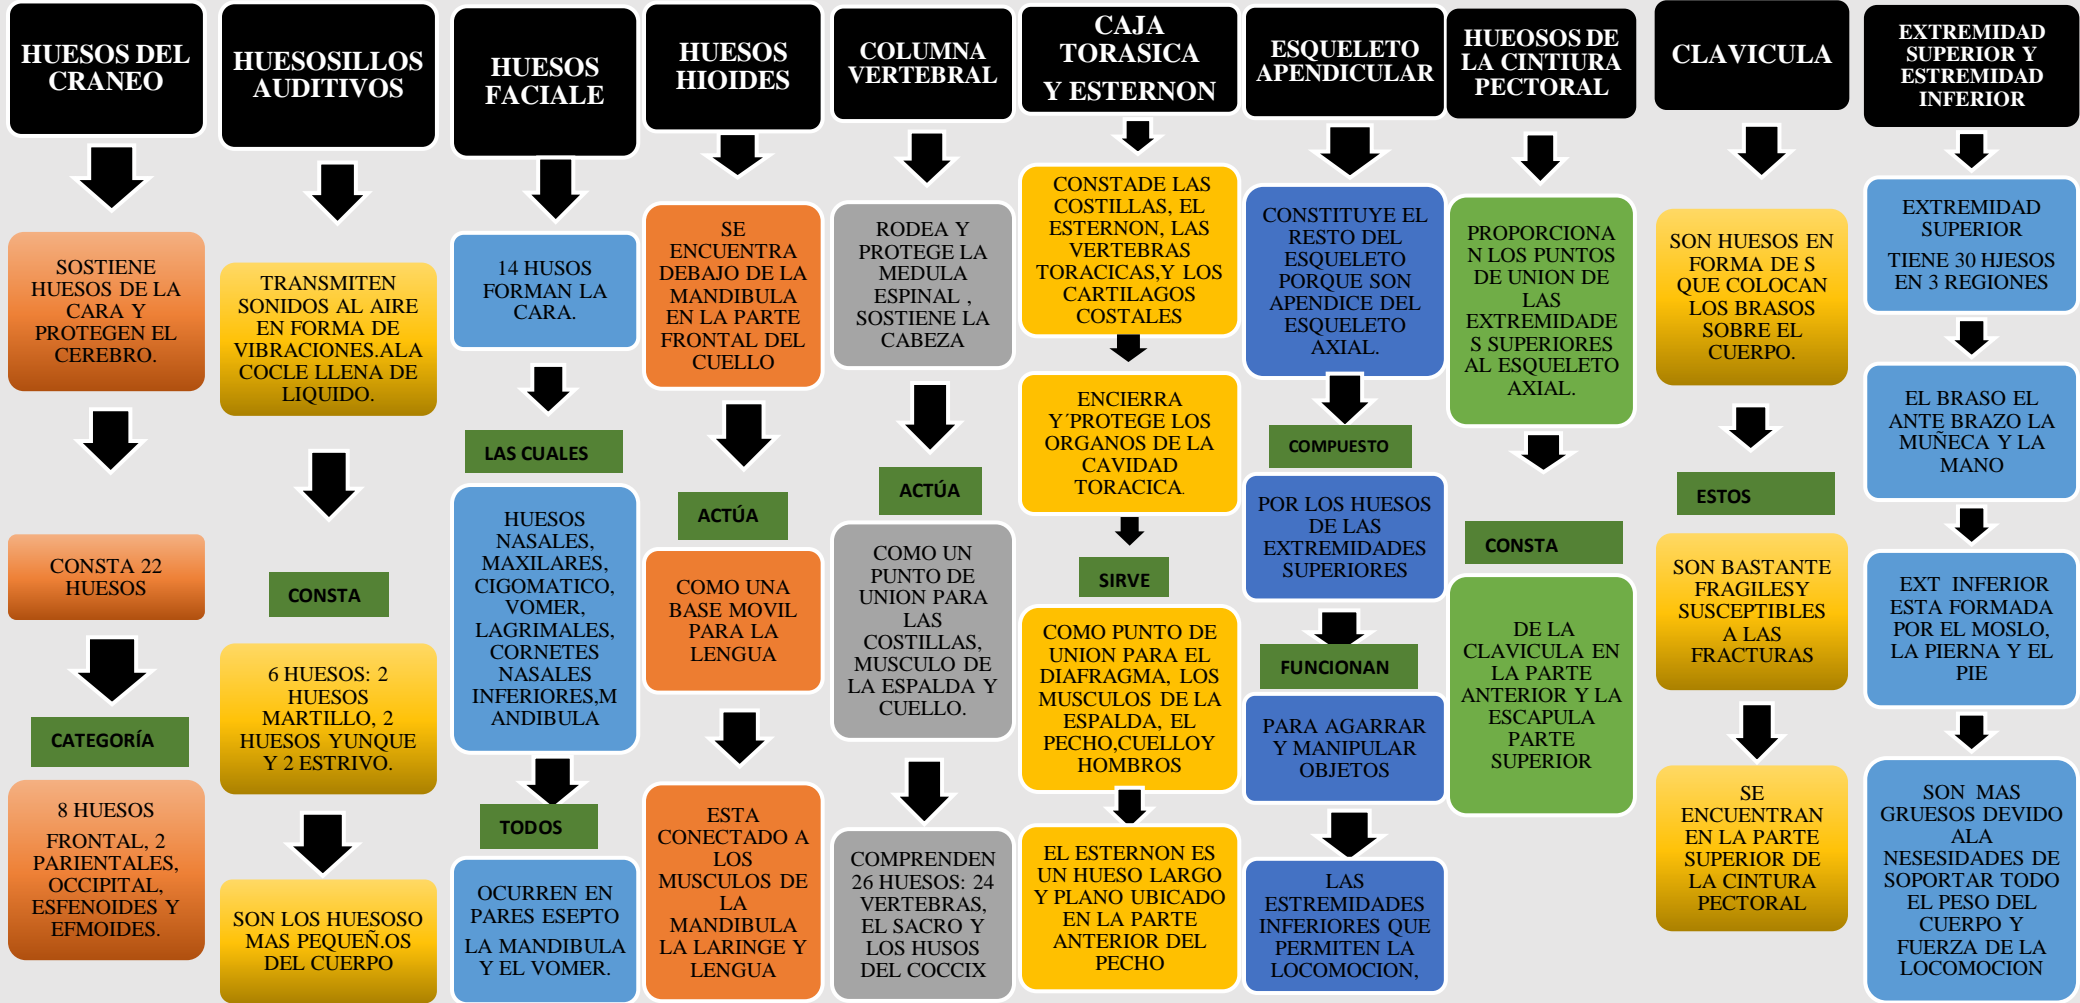 HUESOS DEL
CRANEO
SOSTIENE
HUESOS DE LA
CARA Y
PROTEGEN EL
CEREBRO.
CONSTA 22
HUESOS
CATEGORÍA
8 HUESOS
FRONTAL, 2
PARIENTALES,
OCCIPITAL,
ESFENOIDES Y
EFMOIDES.
HUESOSILLOS
AUDITIVOS
TRANSMITEN
SONIDOS AL AIRE
EN FORMA DE
VIBRACIONES.ALA
COCLE LLENA DE
LIQUIDO.
CONSTA
6 HUESOS: 2
HUESOS
MARTILLO, 2
HUESOS YUNQUE
Y 2 ESTRIVO.
SON LOS HUESOSO
MAS PEQUEÑ.OS
DEL CUERPO
HUESOS
FACIALE
14 HUSOS
FORMAN LA
CARA.
LAS CUALES
HUESOS
NASALES,
MAXILARES,
CIGOMATICO,
VOMER,
LAGRIMALES,
CORNETES
NASALES
INFERIORES,M
ANDIBULA
TODOS
OCURREN EN
PARES ESEPTO
LA MANDIBULA
Y EL VOMER.
HUESOS
HIOIDES
SE
ENCUENTRA
DEBAJO DE LA
MANDIBULA
EN LA PARTE
FRONTAL DEL
CUELLO
ACTÚA
COMO UNA
BASE MOVIL
PARA LA
LENGUA
ESTA
CONECTADO A
LOS
MUSCULOS DE
LA
MANDIBULA
LA LARINGE Y
LENGUA
COLUMNA
VERTEBRAL
RODEA Y
PROTEGE LA
MEDULA
ESPINAL ,
SOSTIENE LA
CABEZA
ACTÚA
COMO UN
PUNTO DE
UNION PARA
LAS
COSTILLAS,
MUSCULO DE
LA ESPALDA Y
CUELLO.
COMPRENDEN
26 HUESOS: 24
VERTEBRAS,
EL SACRO Y
LOS HUSOS
DEL COCCIX
CAJA
TORASICA
Y ESTERNON
CONSTADE LAS
COSTILLAS, EL
ESTERNON, LAS
VERTEBRAS
TORACICAS,Y LOS
CARTILAGOS
COSTALES
ENCIERRA
Y´PROTEGE LOS
ORGANOS DE LA
CAVIDAD
TORACICA.
SIRVE
COMO PUNTO DE
UNION PARA EL
DIAFRAGMA, LOS
MUSCULOS DE LA
ESPALDA, EL
PECHO,CUELLOY
HOMBROS
EL ESTERNON ES
UN HUESO LARGO
Y PLANO UBICADO
EN LA PARTE
ANTERIOR DEL
PECHO
ESQUELETO
APENDICULAR
CONSTITUYE EL
RESTO DEL
ESQUELETO
PORQUE SON
APENDICE DEL
ESQUELETO
AXIAL.
COMPUESTO
POR LOS HUESOS
DE LAS
EXTREMIDADES
SUPERIORES
FUNCIONAN
PARA AGARRAR
Y MANIPULAR
OBJETOS
LAS
ESTREMIDADES
INFERIORES QUE
PERMITEN LA
LOCOMOCION,
HUEOSOS DE
LA CINTIURA
PECTORAL
PROPORCIONA
N LOS PUNTOS
DE UNION DE
LAS
EXTREMIDADE
S SUPERIORES
AL ESQUELETO
AXIAL.
CONSTA
DE LA
CLAVICULA EN
LA PARTE
ANTERIOR Y LA
ESCAPULA
PARTE
SUPERIOR
CLAVICULA
SON HUESOS EN
FORMA DE S
QUE COLOCAN
LOS BRASOS
SOBRE EL
CUERPO.
ESTOS
SON BASTANTE
FRAGILESY
SUSCEPTIBLES
A LAS
FRACTURAS
SE
ENCUENTRAN
EN LA PARTE
SUPERIOR DE
LA CINTURA
PECTORAL
EXTREMIDAD
SUPERIOR Y
ESTREMIDAD
INFERIOR
EXTREMIDAD
SUPERIOR
TIENE 30 HJESOS
EN 3 REGIONES
EL BRASO EL
ANTE BRAZO LA
MUÑECA Y LA
MANO
EXT INFERIOR
ESTA FORMADA
POR EL MOSLO,
LA PIERNA Y EL
PIE
SON MAS
GRUESOS DEVIDO
ALA
NESESIDADES DE
SOPORTAR TODO
EL PESO DEL
CUERPO Y
FUERZA DE LA
LOCOMOCION